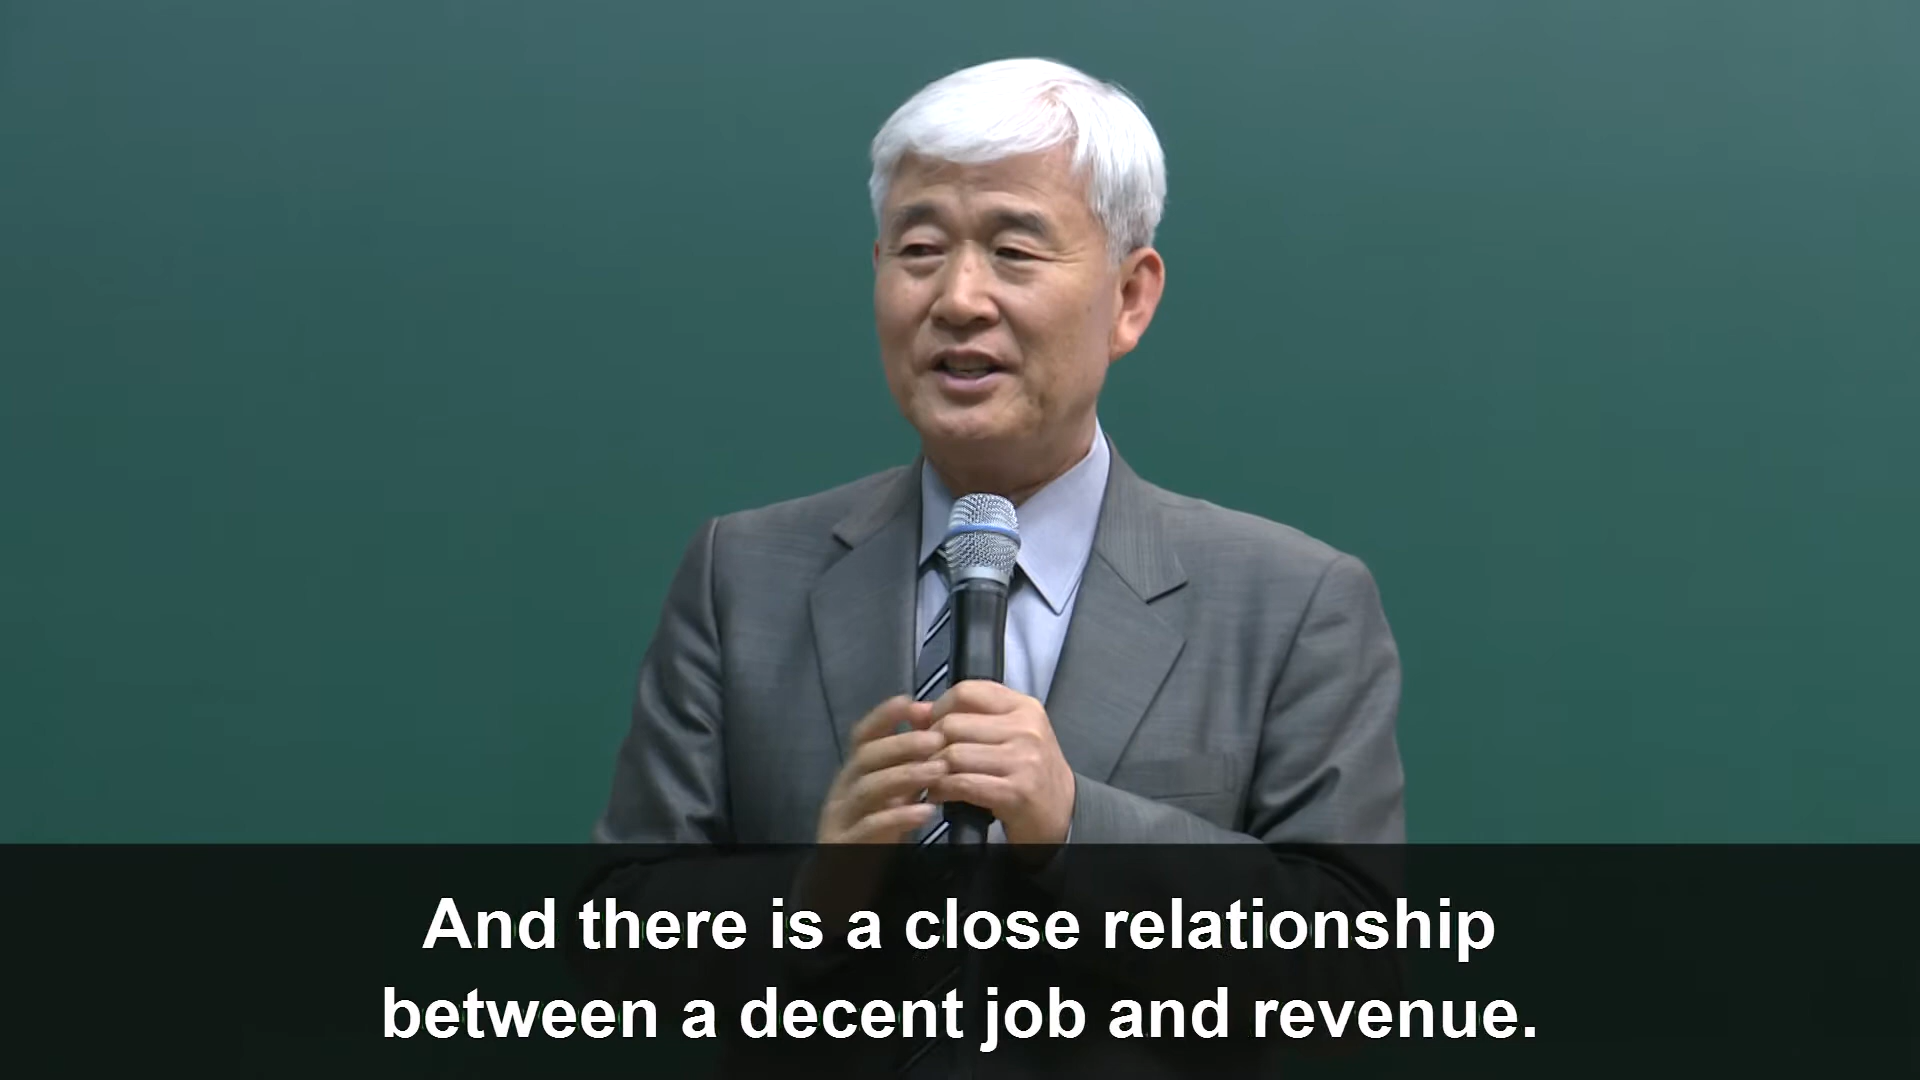 And there is a close relationship
between a decent job and revenue.